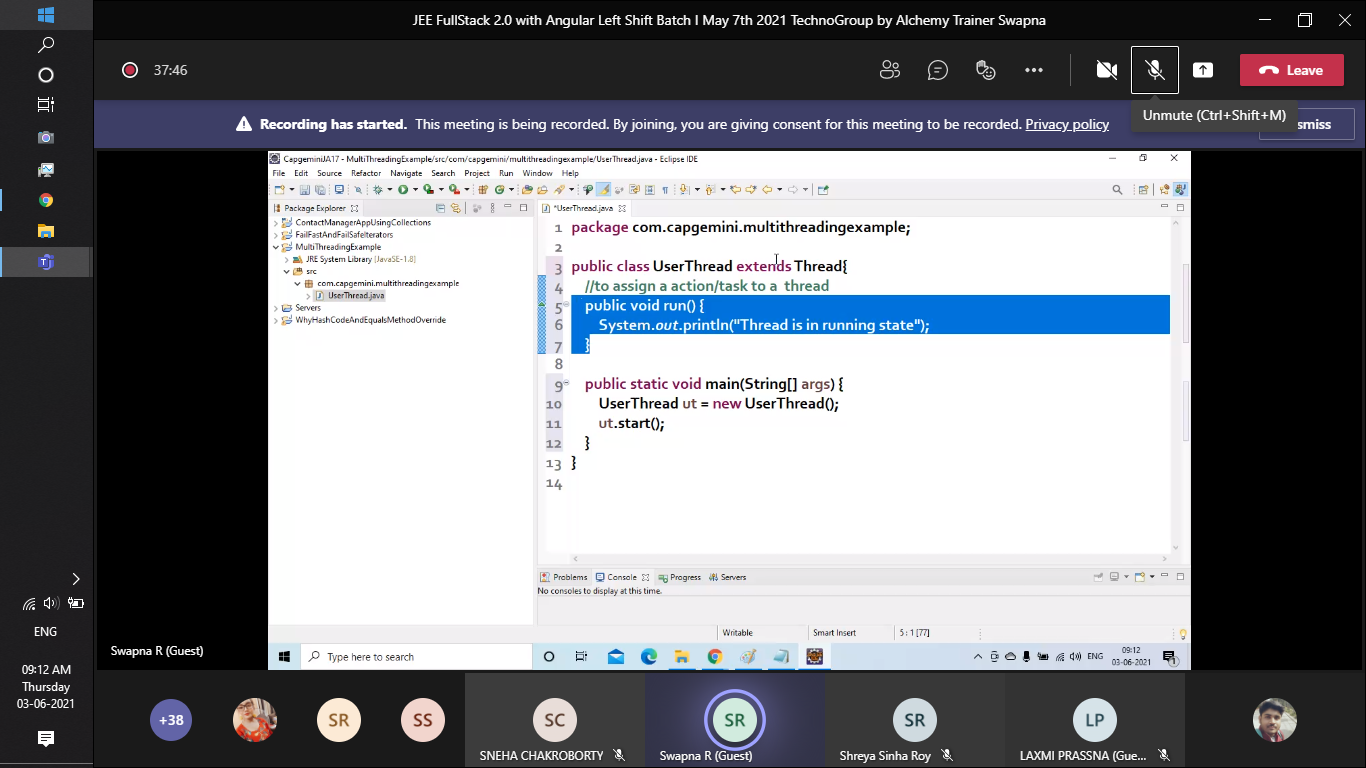 JEE FullStack 2.0 with Angular Left Shift Batch I May 7th 2021 TechnoGroup by Alchemy Trainer Swapna
37:46
Leave
Unmute (Ctrl+Shift+M)
Recording has started. This meeting is being recorded. By joining, you are giving consent for this meeting to be recorded. Privacy policy
smiss
CapgeminiJA17 - MultiThreadingExample/src/com/capgemini/multithreadingexample/UserThread.java - Eclipse IDE
File Edit Source Refactor Navigate Search Project Run Window Help
Package Explorer
*UserThread.java
ContactManagerAppUsingCollections
FailFastAndFailSafeIterators
MultiThreadingExample
JRE System Library [JavaSE-1.8]
src
com.capgemini.multithreadingexample
UserThread.java
Servers
WhyHashCodeAndEqualsMethodOverride
1 package com.capgemini.multithreadingexample;
2
3 public class UserThread extends Thread{
4 //to assign a action/task to a thread
5 public void run() {
6 System.out.println("Thread is in running state");
7 }
8
9 public static void main(String[] args) {
10 UserThread ut = new UserThread();
11 ut.start();
12 }
13 }
14
Problems Console Progress Servers
No consoles to display at this time.
Writable Smart Insert 5 : 1 [77]
Type here to search
ENG
09:12
03-06-2021
1
Swapna R (Guest)
ENG
09:12 AM
Thursday
03-06-2021
+38
SR
SS
SC
SNEHA CHAKROBORTY
SR
Swapna R (Guest)
SR
Shreya Sinha Roy
LP
LAXMI PRASSNA (Gue...